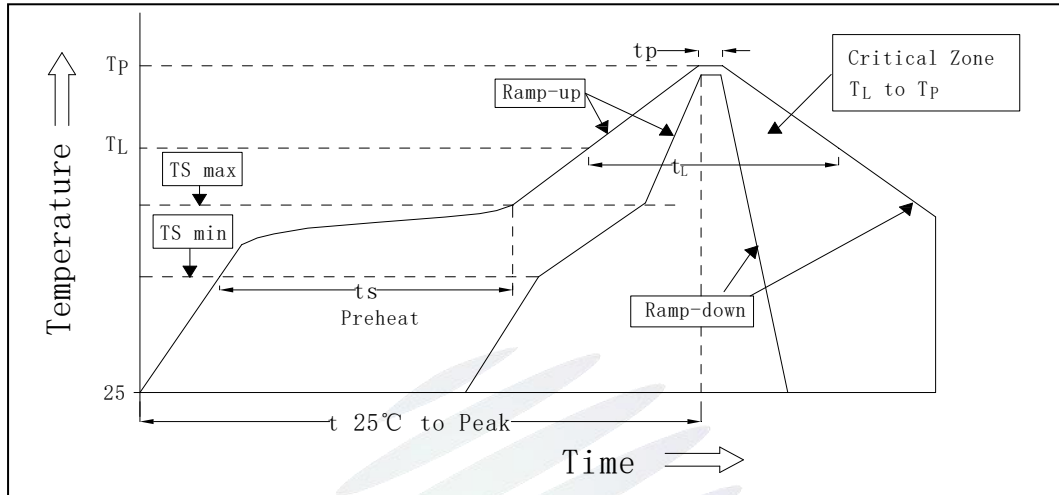 tp
Critical Zone
TL to TP
TP
Ramp-up
TL
tL
TS max
TS min
ts
Preheat
Ramp-down
Temperature
25
t 25℃ to Peak
Time